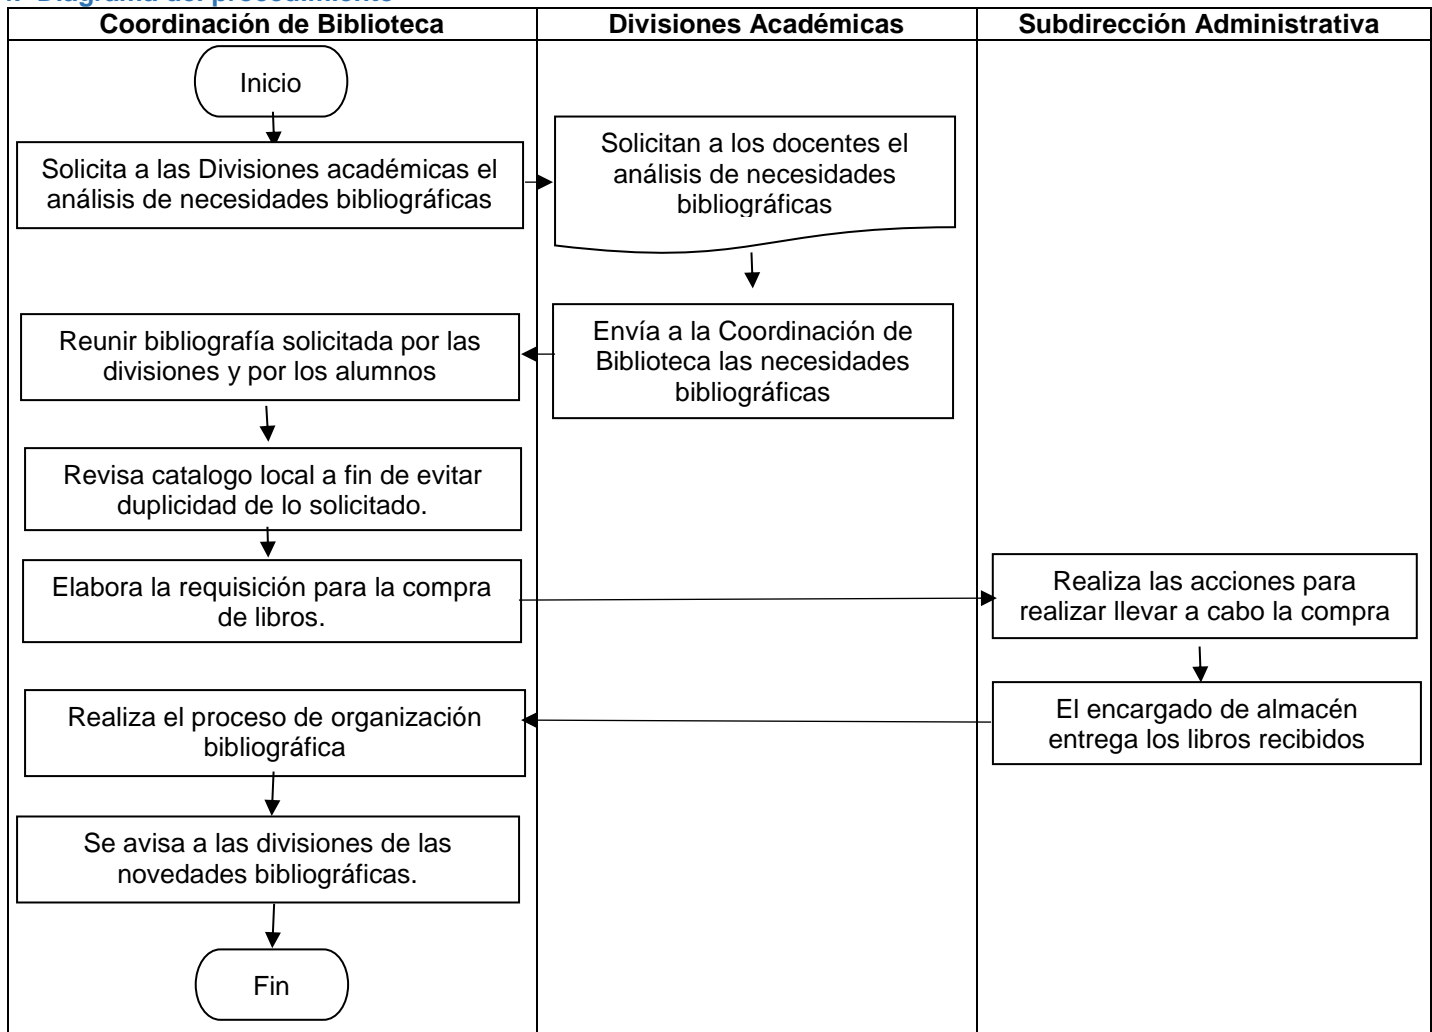 Diagrama del procedimiento
Coordinación de Biblioteca
Divisiones Académicas
Subdirección Administrativa
Inicio
Solicita a las Divisiones académicas el
análisis de necesidades bibliográficas
Solicitan a los docentes el
análisis de necesidades
bibliográficas
Envía a la Coordinación de
Biblioteca las necesidades
bibliográficas
Reunir bibliografía solicitada por las
divisiones y por los alumnos
Revisa catalogo local a fin de evitar
duplicidad de lo solicitado.
Elabora la requisición para la compra
de libros.
Realiza las acciones para
realizar llevar a cabo la compra
El encargado de almacén
entrega los libros recibidos
Realiza el proceso de organización
bibliográfica
Se avisa a las divisiones de las
novedades bibliográficas.
Fin